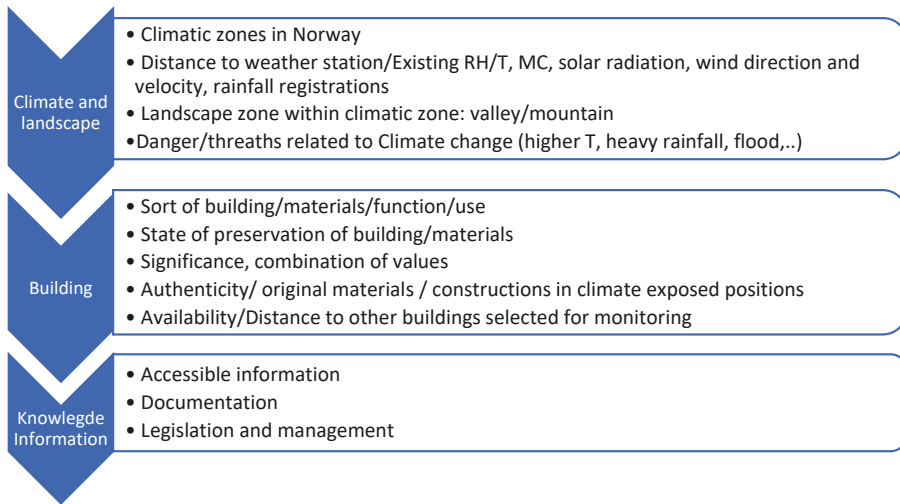 Climate and
landscape
• Climatic zones in Norway
• Distance to weather station/Existing RH/T, MC, solar radiation, wind direction and
velocity, rainfall registrations
• Landscape zone within climatic zone: valley/mountain
•Danger/threaths related to Climate change (higher T, heavy rainfall, flood,..)
Building
• Sort of building/materials/function/use
• State of preservation of building/materials
• Significance, combination of values
• Authenticity/ original materials / constructions in climate exposed positions
• Availability/Distance to other buildings selected for monitoring
Knowlegde
Information
• Accessible information
• Documentation
• Legislation and management